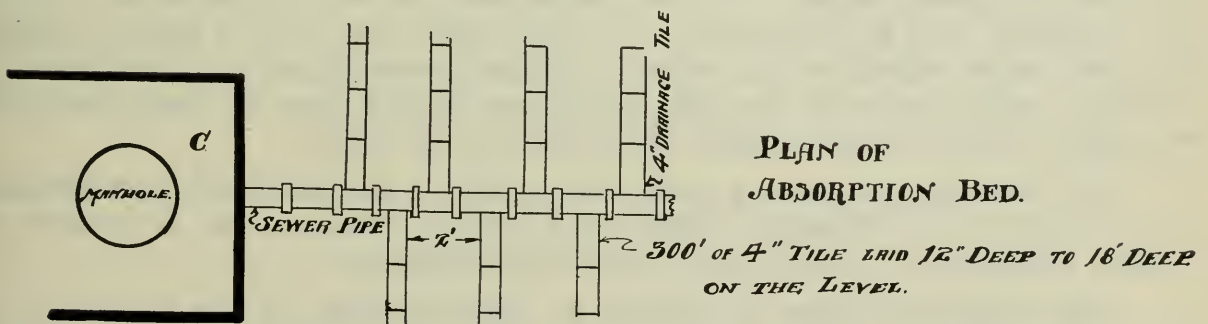 C
MANHOLE.
SEWER PIPE
2'
4" DRAINAGE TILE
PLAN OF
ABSORPTION BED.
300' OF 4" TILE LAID 12" DEEP TO 18' DEEP
ON THE LEVEL.